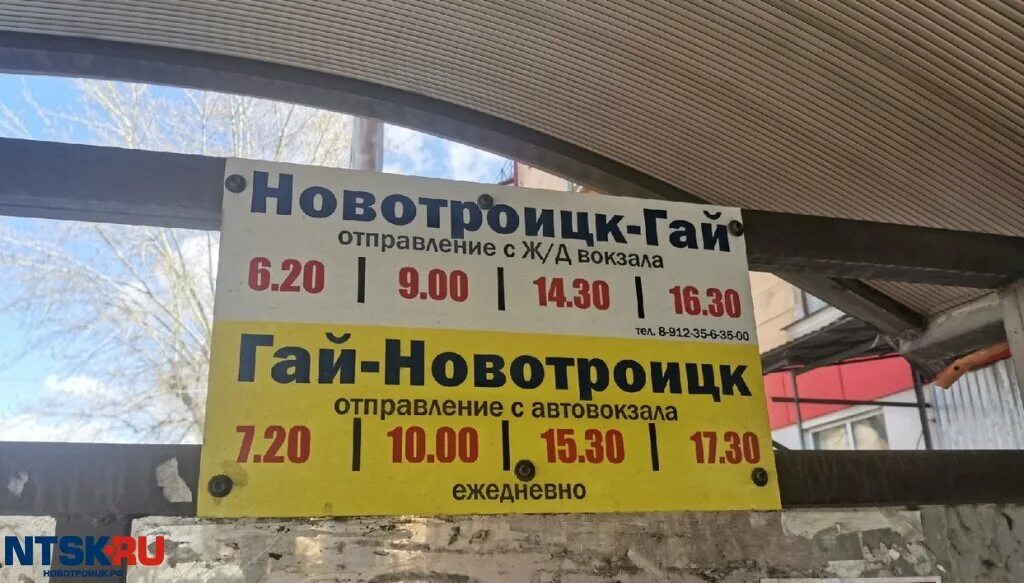 Новотроицк-Гай
отправление с Ж/Д вокзала
6.20 | 9.00 | 14.30 | 16.30
тел. 8-912-35-6-35-00
Гай-Новотроицк
отправление с автовокзала
7.20 | 10.00 | 15.30 | 17.30
ежедневно
NTSK.RU
НОВОТРОИЦК.РФ